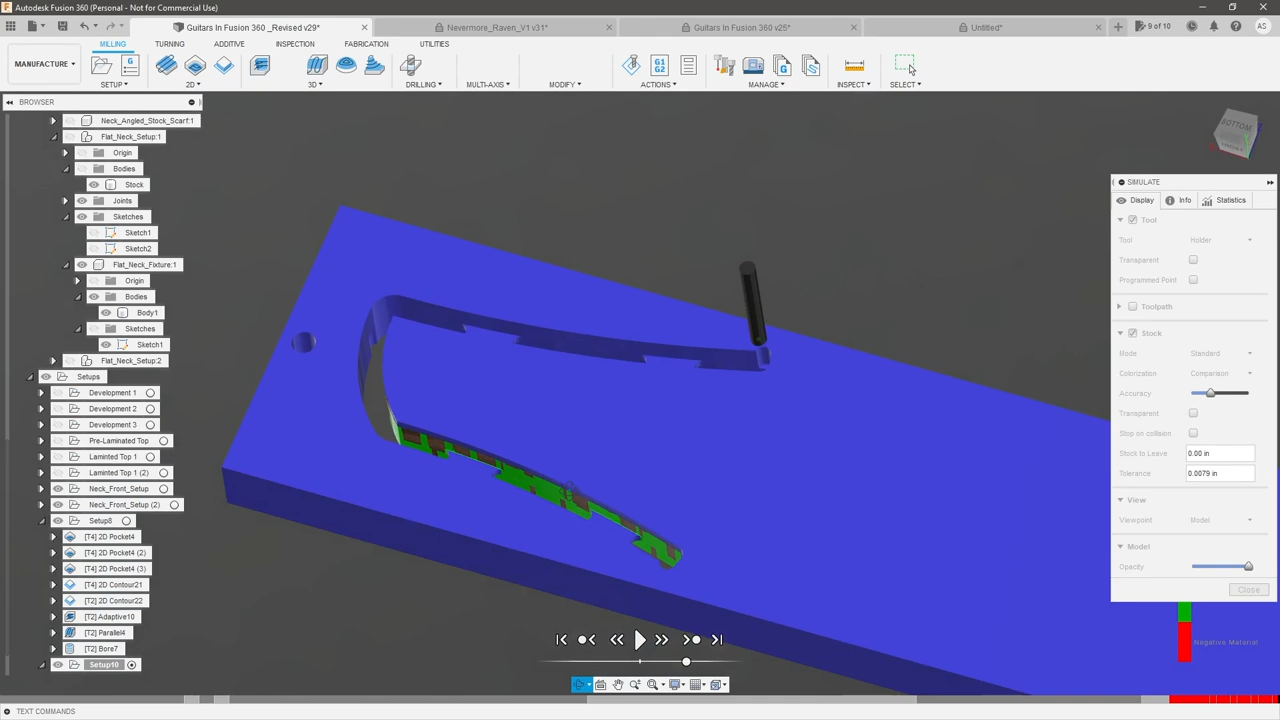 Autodesk Fusion 360 (Personal - Not for Commercial Use)
Guitars In Fusion 360 _Revised v29*
Nevermore_Raven_V1 v31*
Guitars In Fusion 360 v25*
Untitled*
9 of 10
AS
MILLING
TURNING
ADDITIVE
INSPECTION
FABRICATION
UTILITIES
MANUFACTURE
G1
G2
SETUP
2D
3D
DRILLING
MULTI-AXIS
MODIFY
ACTIONS
MANAGE
INSPECT
SELECT
BROWSER
Neck_Angled_Stock_Scarf:1
Flat_Neck_Setup:1
Origin
Bodies
Stock
Joints
Sketches
Sketch1
Sketch2
Flat_Neck_Fixture:1
Origin
Bodies
Body1
Sketches
Sketch1
Flat_Neck_Setup:2
Setups
Development 1
Development 2
Development 3
Pre-Laminated Top
Laminted Top 1
Laminted Top 1 (2)
Neck_Front_Setup
Neck_Front_Setup (2)
Setup8
[T4] 2D Pocket4
[T4] 2D Pocket4 (2)
[T4] 2D Pocket4 (3)
[T4] 2D Contour21
[T2] 2D Contour22
[T2] Adaptive10
[T2] Parallel4
[T2] Bore7
Setup10
BOTTOM
SIMULATE
Display
Info
Statistics
Tool
Tool: Holder
Transparent
Programmed Point
Toolpath
Stock
Mode Standard
Colorization Comparison
Accuracy
Transparent
Stop on collision
Stock to Leave 0.00 in
Tolerance 0.0079 in
View
Viewpoint Model
Model
Opacity
Close
Negative Material
TEXT COMMANDS